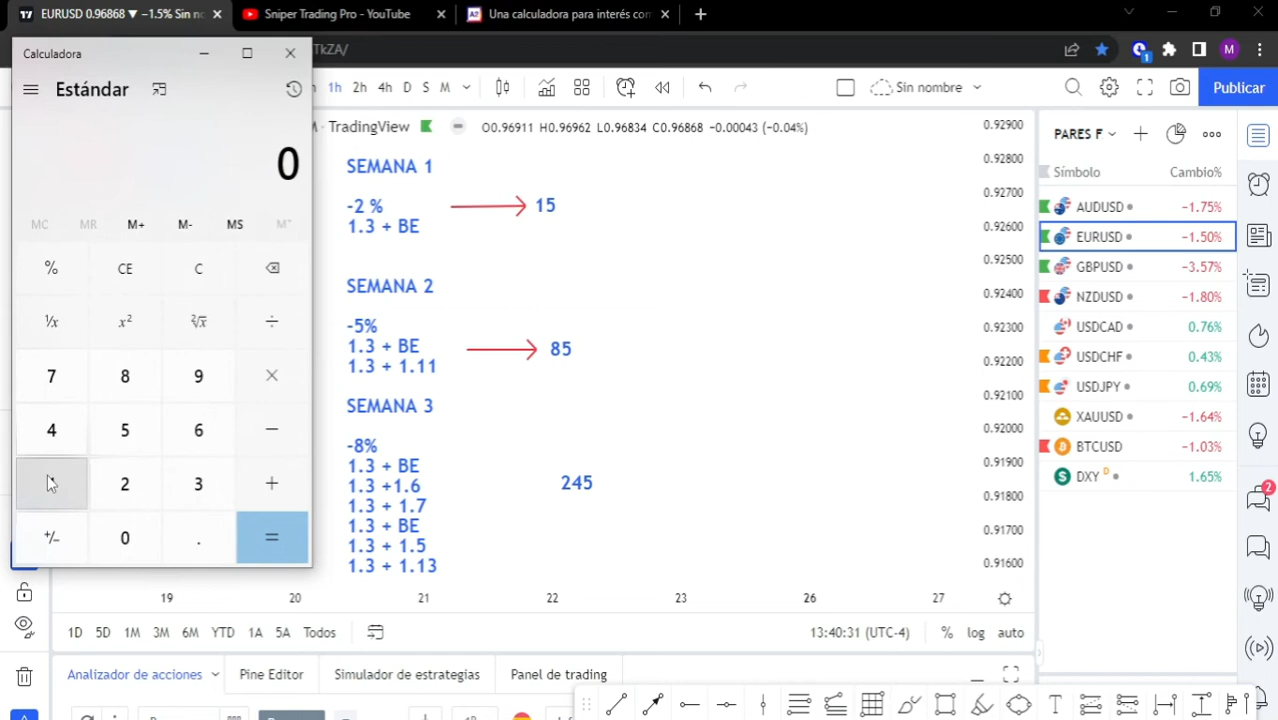 EURUSD 0.96868 ▼ −1.5% Sin no
Sniper Trading Pro - YouTube
Una calculadora para interés con
TkZA/
Calculadora
Estándar
0
MC MR M+ M- MS M˅
% CE C
¹/x x² ²√x ÷
7 8 9 ×
4 5 6 −
2 3 +
+/- 0 . =
1h 2h 4h D S M
Sin nombre
Publicar
M · TradingView
O0.96911 H0.96962 L0.96834 C0.96868 −0.00043 (−0.04%)
SEMANA 1
-2 %
15
1.3 + BE
SEMANA 2
-5%
1.3 + BE
85
1.3 + 1.11
SEMANA 3
-8%
1.3 + BE
1.3 +1.6
245
1.3 + 1.7
1.3 + BE
1.3 + 1.5
1.3 + 1.13
0.92900
0.92800
0.92700
0.92600
0.92500
0.92400
0.92300
0.92200
0.92100
0.92000
0.91900
0.91800
0.91700
0.91600
19 20 21 22 23 26 27
1D 5D 1M 3M 6M YTD 1A 5A Todos
13:40:31 (UTC-4)
% log auto
Analizador de acciones
Pine Editor
Simulador de estrategias
Panel de trading
PARES F
Símbolo Cambio%
AUDUSD −1.75%
EURUSD −1.50%
GBPUSD −3.57%
NZDUSD −1.80%
USDCAD 0.76%
USDCHF 0.43%
USDJPY 0.69%
XAUUSD −1.64%
BTCUSD −1.03%
DXY D 1.65%
2
1
M